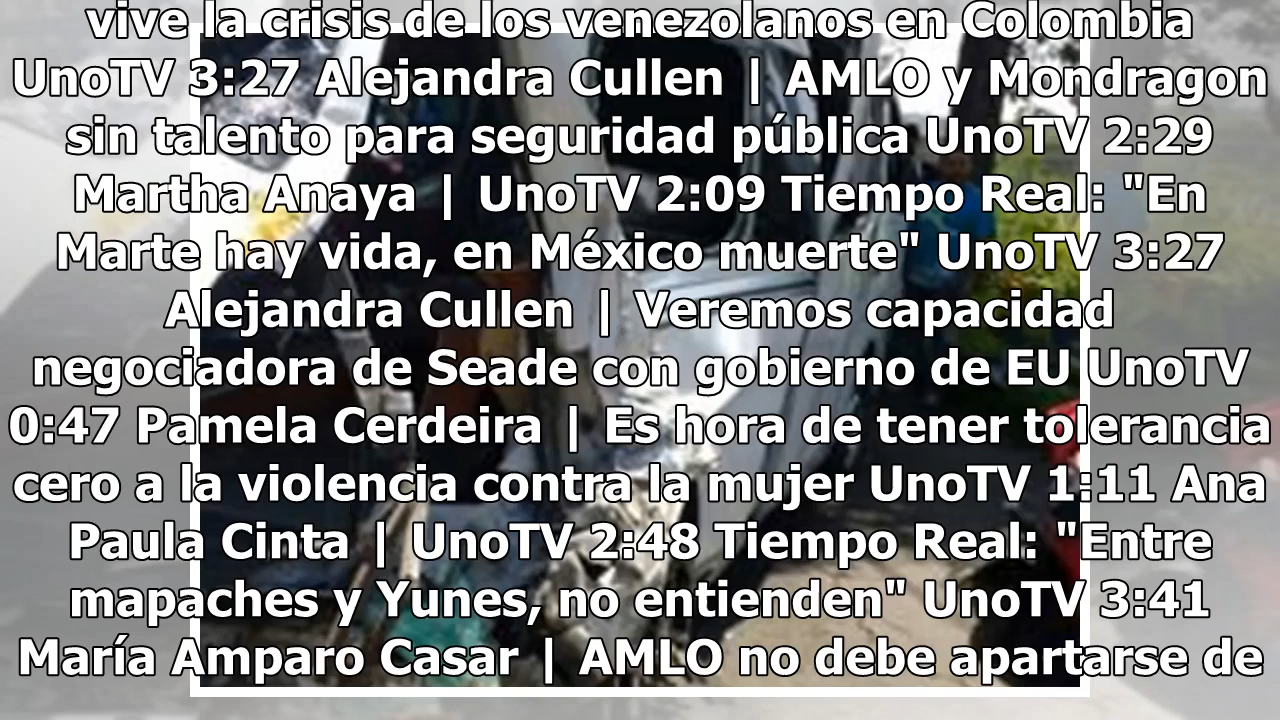 vive la crisis de los venezolanos en Colombia
UnoTV 3:27 Alejandra Cullen | AMLO y Mondragon
sin talento para seguridad pública UnoTV 2:29
Martha Anaya | UnoTV 2:09 Tiempo Real: "En
Marte hay vida, en México muerte" UnoTV 3:27
Alejandra Cullen | Veremos capacidad
negociadora de Seade con gobierno de EU UnoTV
0:47 Pamela Cerdeira | Es hora de tener tolerancia
cero a la violencia contra la mujer UnoTV 1:11 Ana
Paula Cinta | UnoTV 2:48 Tiempo Real: "Entre
mapaches y Yunes, no entienden" UnoTV 3:41
María Amparo Casar | AMLO no debe apartarse de